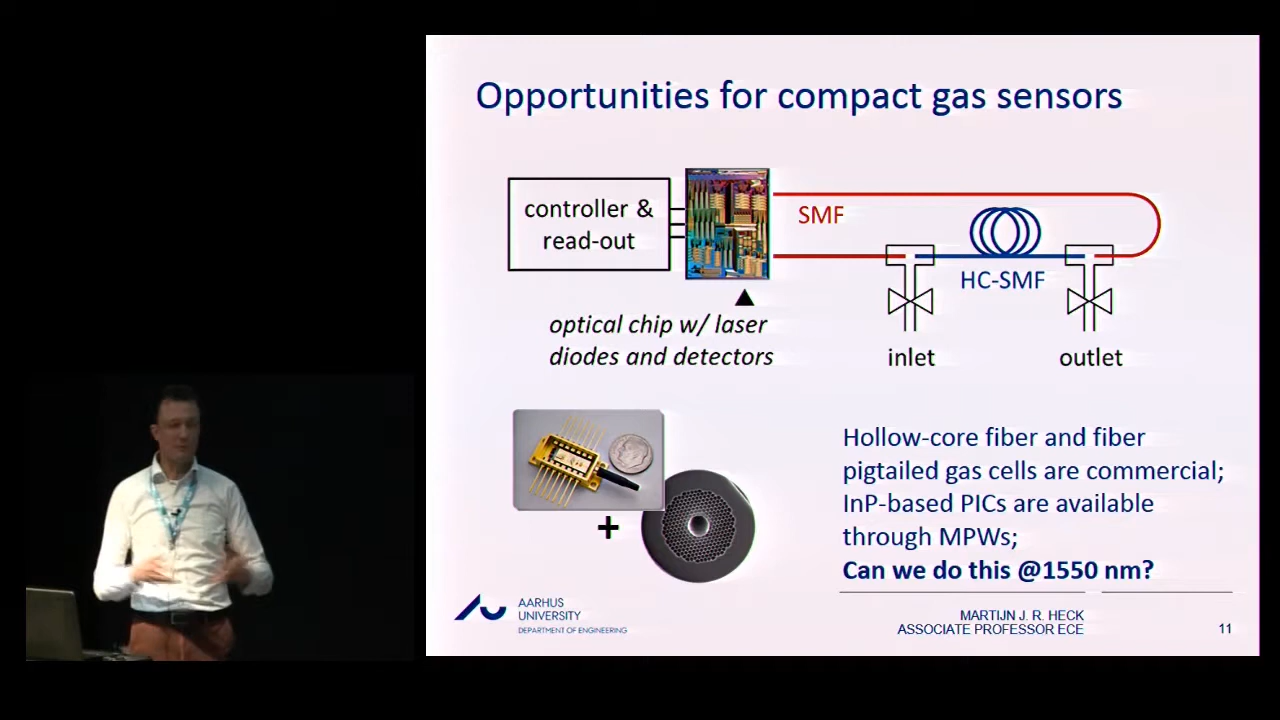 Opportunities for compact gas sensors
controller &
read-out
SMF
HC-SMF
optical chip w/ laser
diodes and detectors
inlet
outlet
+
Hollow-core fiber and fiber
pigtailed gas cells are commercial;
InP-based PICs are available
through MPWs;
Can we do this @1550 nm?
AARHUS
UNIVERSITY
DEPARTMENT OF ENGINEERING
MARTIJN J. R. HECK
ASSOCIATE PROFESSOR ECE
11